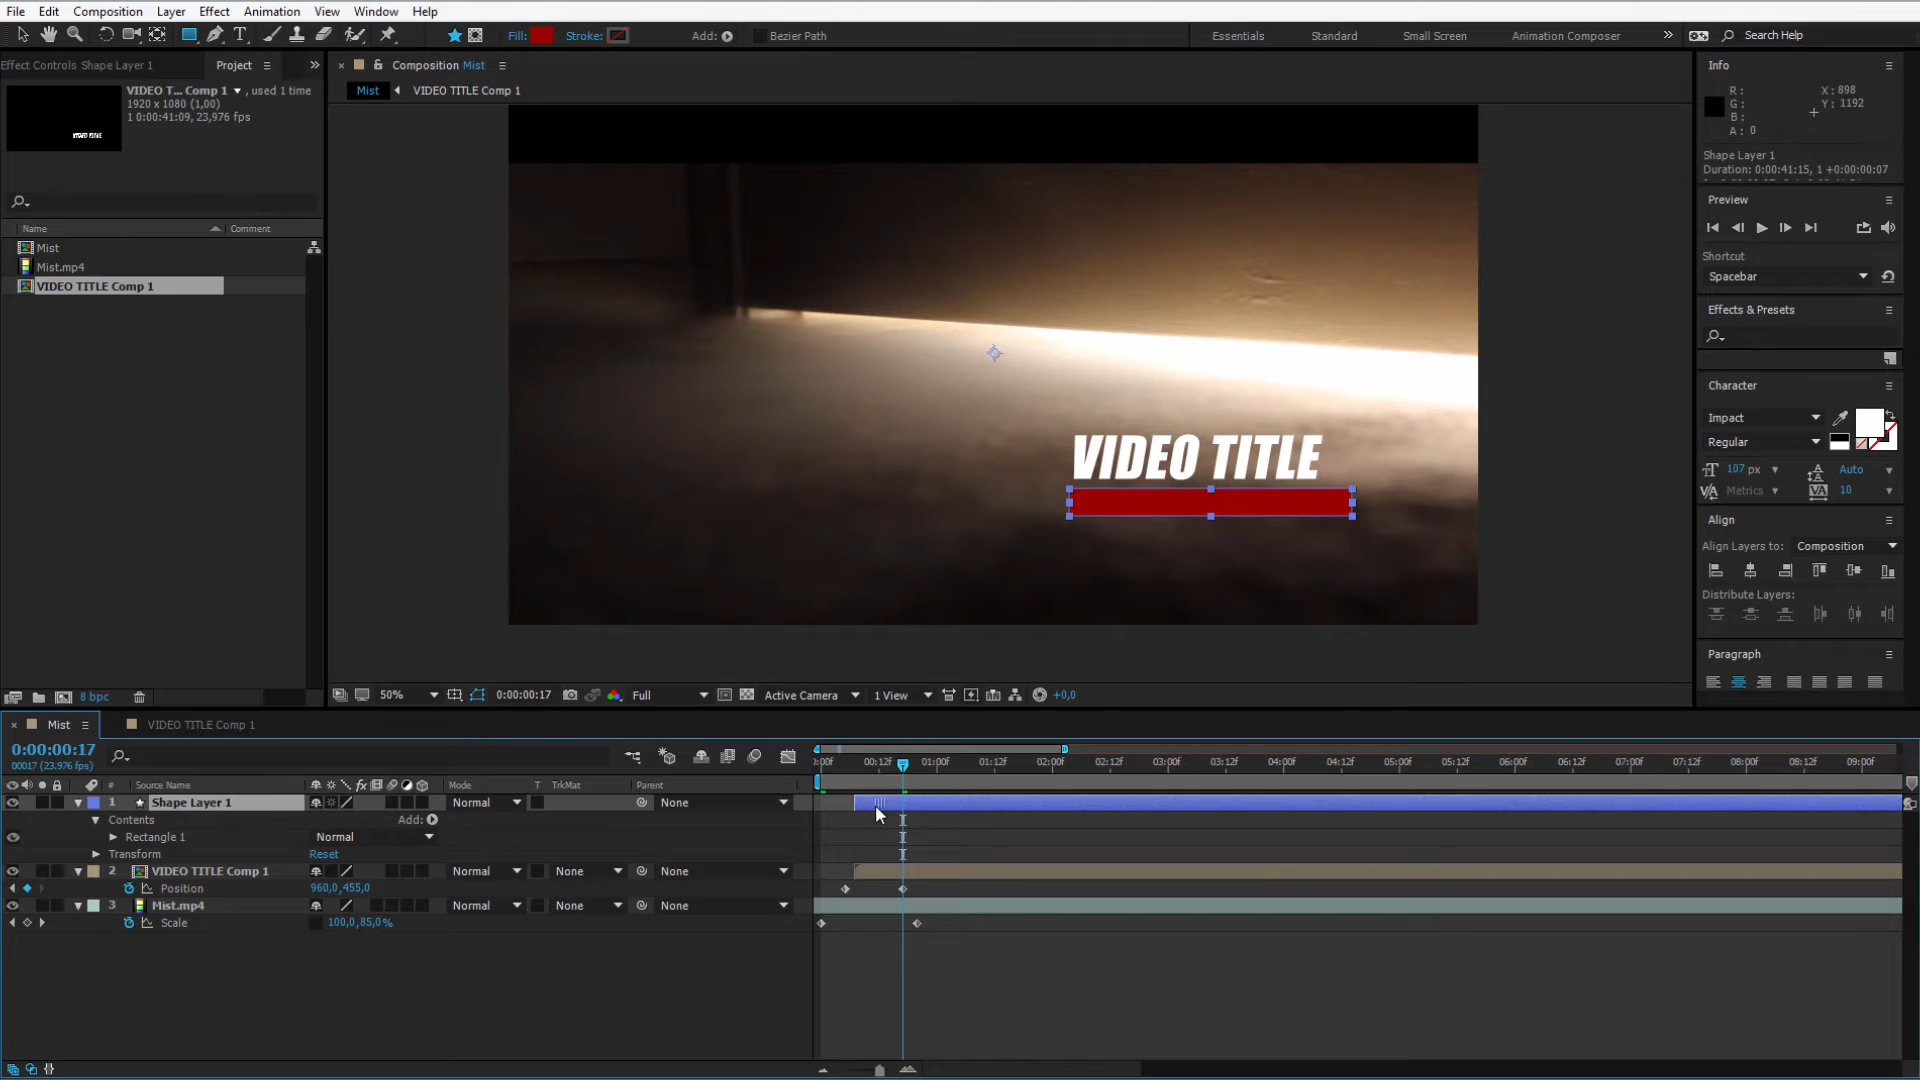 File Edit Composition Layer Effect Animation View Window Help
Fill: Stroke: Add: Bezier Path Essentials Standard Small Screen Animation Composer Search Help
Effect Controls Shape Layer 1 Project
Composition Mist
Mist VIDEO TITLE Comp 1
VIDEO T... Comp 1 , used 1 time
1920 x 1080 (1,00)
1 0:00:41:09, 23,976 fps
VIDEO TITLE
Name Comment
Mist
Mist.mp4
VIDEO TITLE Comp 1
8 bpc
VIDEO TITLE
50% 0:00:00:17 Full Active Camera 1 View +0,0
Info
R : X : 898
G : Y : 1192
B :
A : 0
Shape Layer 1
Duration: 0:00:41:15, 1 +0:00:00:07
Preview
Shortcut
Spacebar
Effects & Presets
Character
Impact
Regular
107 px Auto
Metrics 10
Align
Align Layers to: Composition
Distribute Layers:
Paragraph
Mist VIDEO TITLE Comp 1
0:00:00:17
00017 (23.976 fps)
:00f 00:12f 01:00f 01:12f 02:00f 02:12f 03:00f 03:12f 04:00f 04:12f 05:00f 05:12f 06:00f 06:12f 07:00f 07:12f 08:00f 08:12f 09:00f
# Source Name fx Mode T TrkMat Parent
1 Shape Layer 1 Normal None
Contents Add:
Rectangle 1 Normal
Transform Reset
2 VIDEO TITLE Comp 1 Normal None None
Position 960,0,455,0
3 Mist.mp4 Normal None None
Scale 100,0,85,0%